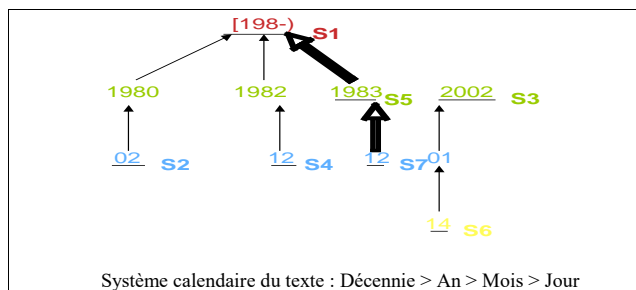 [198-) S1
1980 1982 1983 S5 2002 S3
02 S2 12 S4 12 S7 01
14 S6
Système calendaire du texte : Décennie > An > Mois > Jour